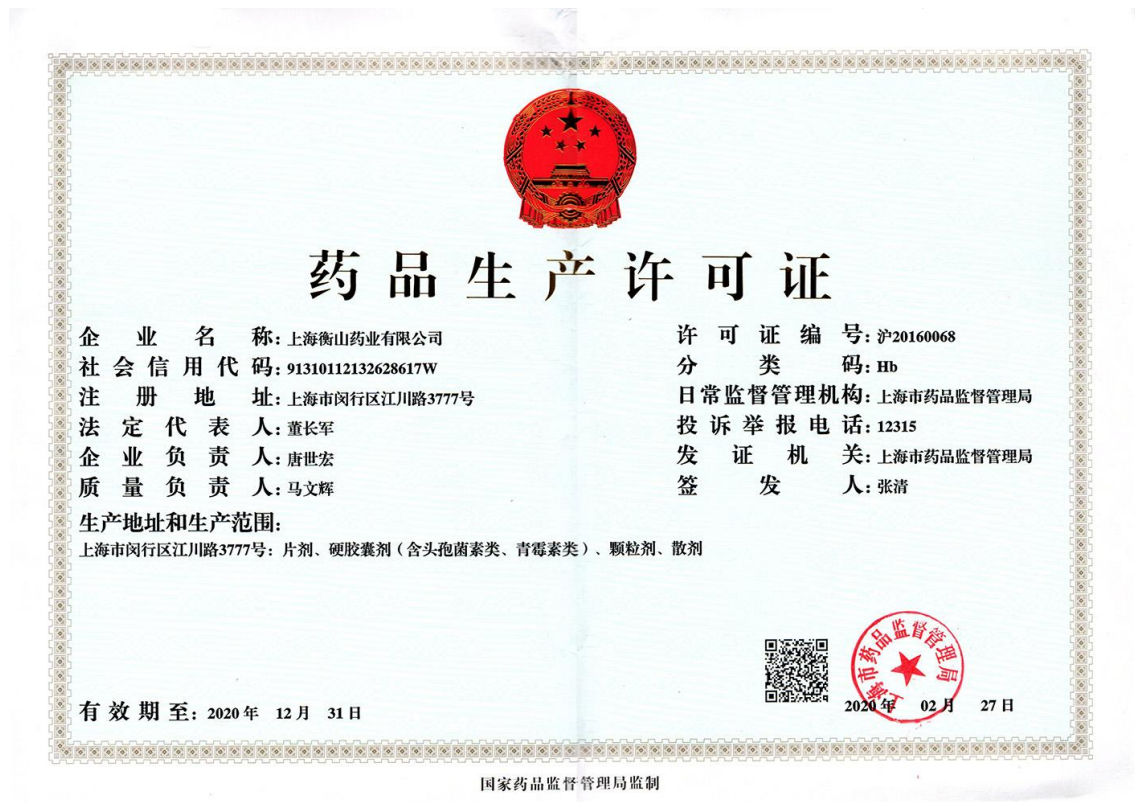 药品生产许可证
企业名称：上海衡山药业有限公司
许可证编号：沪20160068
社会信用代码：91310112132628617W
分类码：Hb
注册地址：上海市闵行区江川路3777号
日常监督管理机构：上海市药品监督管理局
法定代表人：董长军
投诉举报电话：12315
企业负责人：唐世宏
发证机关：上海市药品监督管理局
质量负责人：马文辉
签发人：张清
生产地址和生产范围：
上海市闵行区江川路3777号：片剂、硬胶囊剂（含头孢菌素类、青霉素类）、颗粒剂、散剂
上海市药品监督管理局
有效期至：2020年 12月 31日
2020年 02月 27日
国家药品监督管理局监制